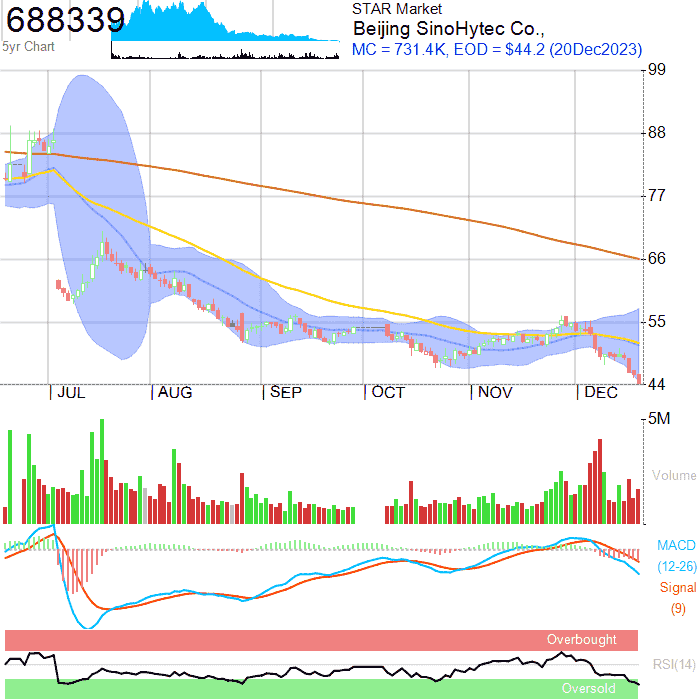 688339
5yr Chart
STAR Market
Beijing SinoHytec Co.,
MC = 731.4K, EOD = $44.2 (20Dec2023)
99
88
77
66
55
44
JUL
AUG
SEP
OCT
NOV
DEC
5M
Volume
MACD
(12-26)
Signal
(9)
Overbought
RSI(14)
Oversold